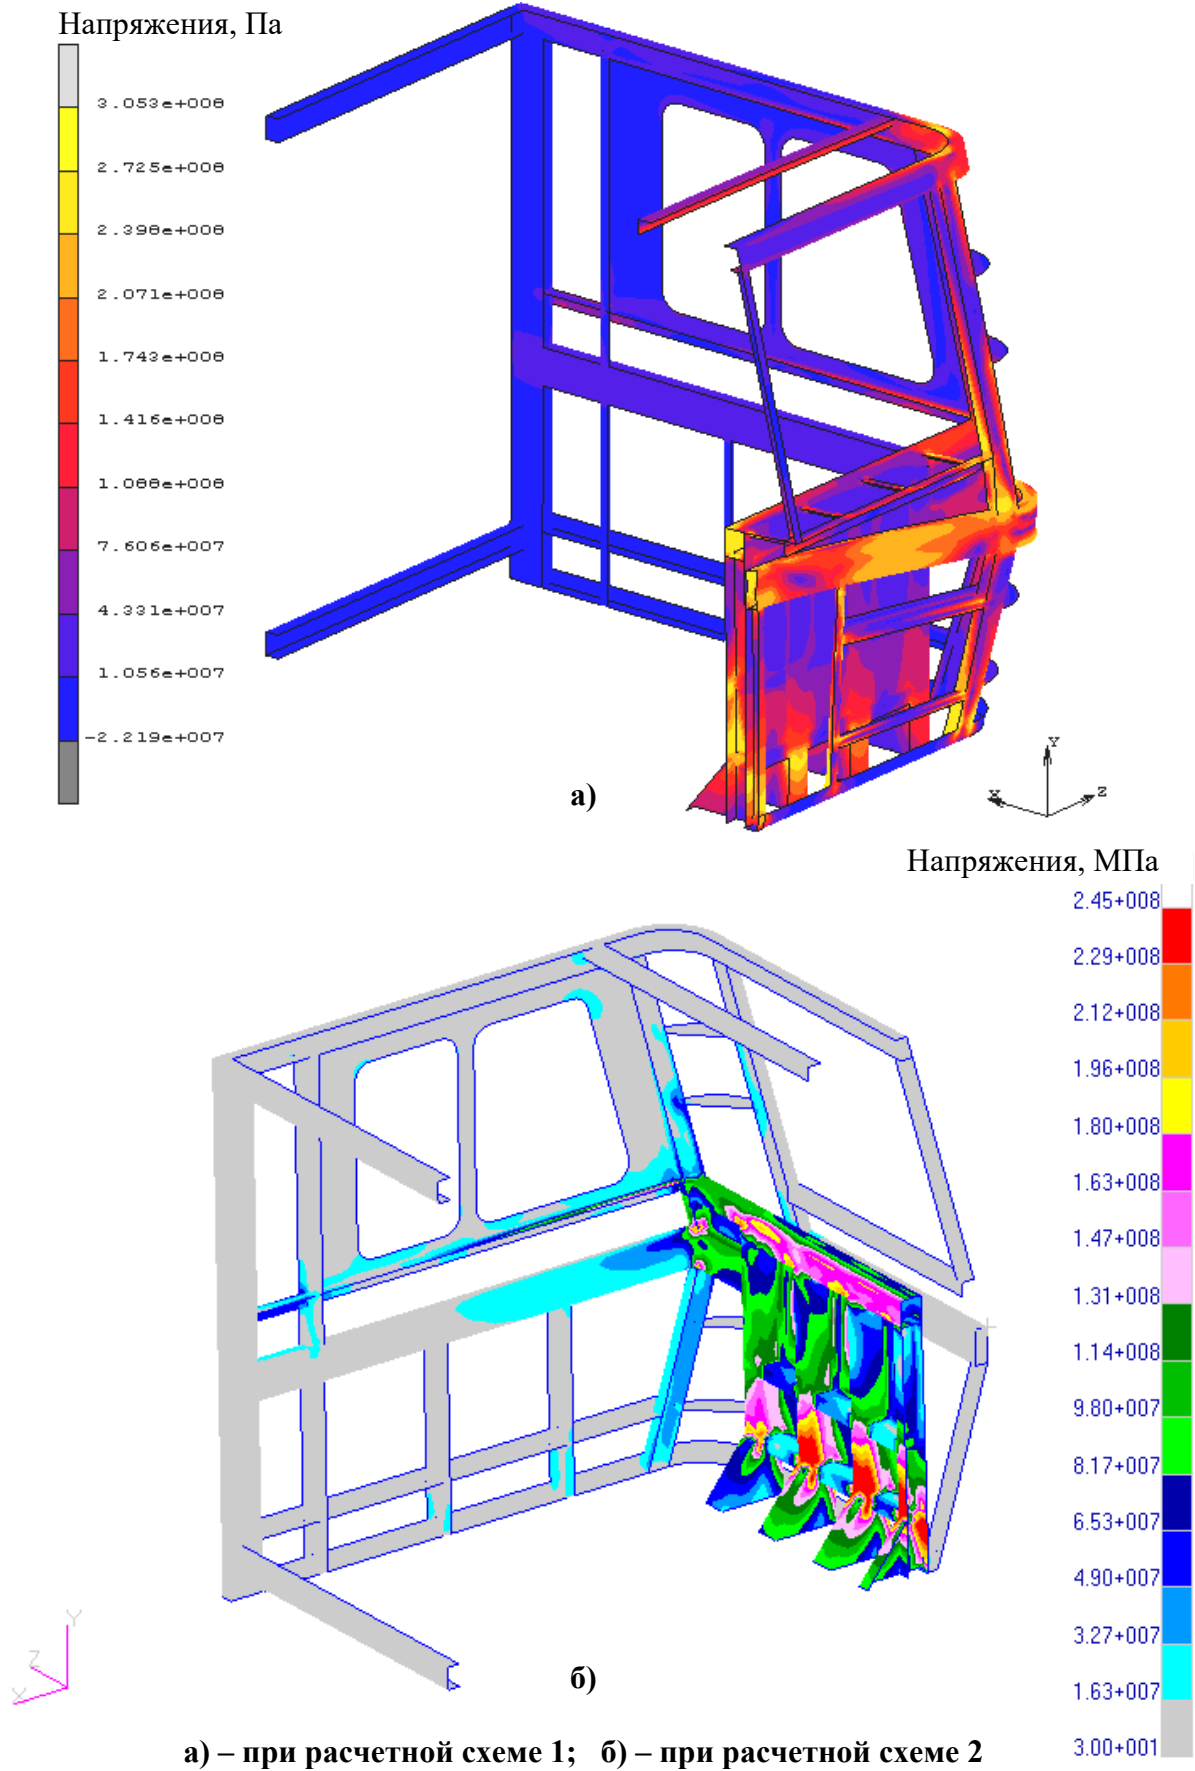 Напряжения, Па
3.053e+008
2.725e+008
2.398e+008
2.071e+008
1.743e+008
1.416e+008
1.088e+008
7.606e+007
4.331e+007
1.056e+007
-2.219e+007
а)
Y
X
Z
Напряжения, МПа
2.45+008
2.29+008
2.12+008
1.96+008
1.80+008
1.63+008
1.47+008
1.31+008
1.14+008
9.80+007
8.17+007
6.53+007
4.90+007
3.27+007
1.63+007
3.00+001
Y
Z
X
б)
а) – при расчетной схеме 1; б) – при расчетной схеме 2